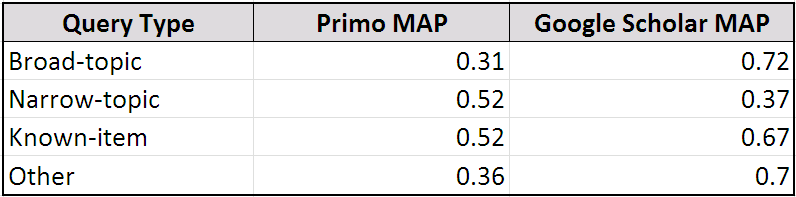 Query Type Primo MAP Google Scholar MAP
Broad-topic 0.31 0.72
Narrow-topic 0.52 0.37
Known-item 0.52 0.67
Other 0.36 0.7